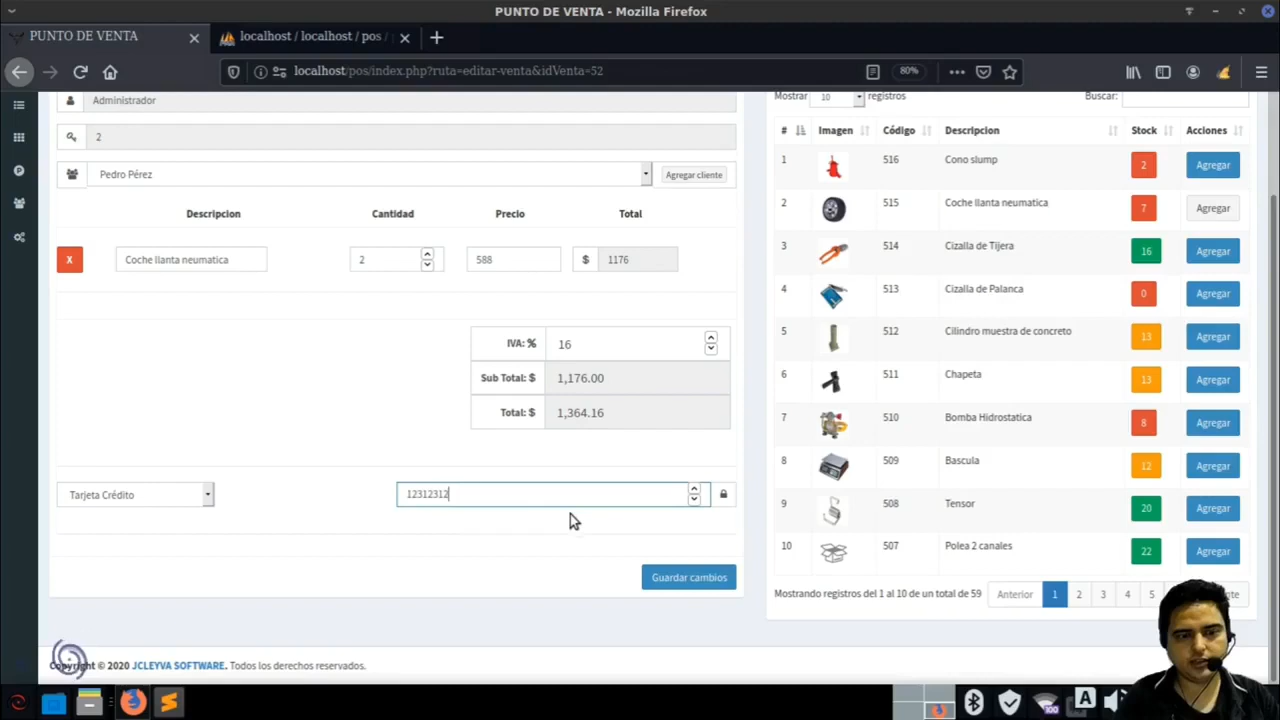 PUNTO DE VENTA - Mozilla Firefox
PUNTO DE VENTA
localhost / localhost / pos /
localhost/pos/index.php?ruta=editar-venta&idVenta=52
80%
Administrador
2
Pedro Pérez
Agregar cliente
Descripcion Cantidad Precio Total
X Coche llanta neumatica 2 588 $ 1176
IVA: % 16
Sub Total: $ 1,176.00
Total: $ 1,364.16
Tarjeta Crédito
12312312
Guardar cambios
Mostrar 10 registros Buscar:
# Imagen Código Descripcion Stock Acciones
1 516 Cono slump 2 Agregar
2 515 Coche llanta neumatica 7 Agregar
3 514 Cizalla de Tijera 16 Agregar
4 513 Cizalla de Palanca 0 Agregar
5 512 Cilindro muestra de concreto 13 Agregar
6 511 Chapeta 13 Agregar
7 510 Bomba Hidrostatica 8 Agregar
8 509 Bascula 12 Agregar
9 508 Tensor 20 Agregar
10 507 Polea 2 canales 22 Agregar
Mostrando registros del 1 al 10 de un total de 59 Anterior 1 2 3 4 5
Copyright © 2020 JCLEYVA SOFTWARE. Todos los derechos reservados.
100
A